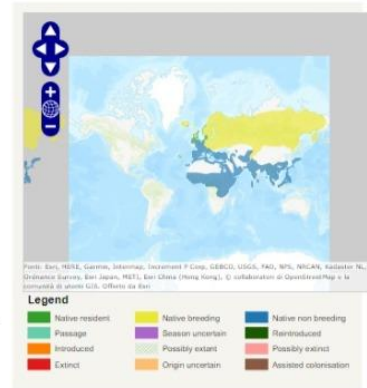 Fonti: Esri, HERE, Garmin, Intermap, Increment P Corp., GEBCO, USGS, FAO, NPS, NRCAN, Kadaster NL,
Ordnance Survey, Esri Japan, METI, Esri China (Hong Kong), © collaboratori di OpenStreetMap e la
comunità di utenti GIS, Offerto da Esri
Legend
Native resident
Native breeding
Native non breeding
Passage
Season uncertain
Reintroduced
Introduced
Possibly extant
Possibly extinct
Extinct
Origin uncertain
Assisted colonisation